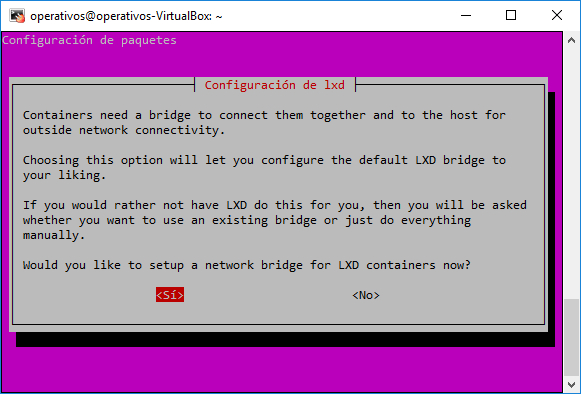 operativos@operativos-VirtualBox: ~
Configuración de paquetes
Configuración de lxd
Containers need a bridge to connect them together and to the host for
outside network connectivity.
Choosing this option will let you configure the default LXD bridge to
your liking.
If you would rather not have LXD do this for you, then you will be asked
whether you want to use an existing bridge or just do everything
manually.
Would you like to setup a network bridge for LXD containers now?
<Sí> <No>